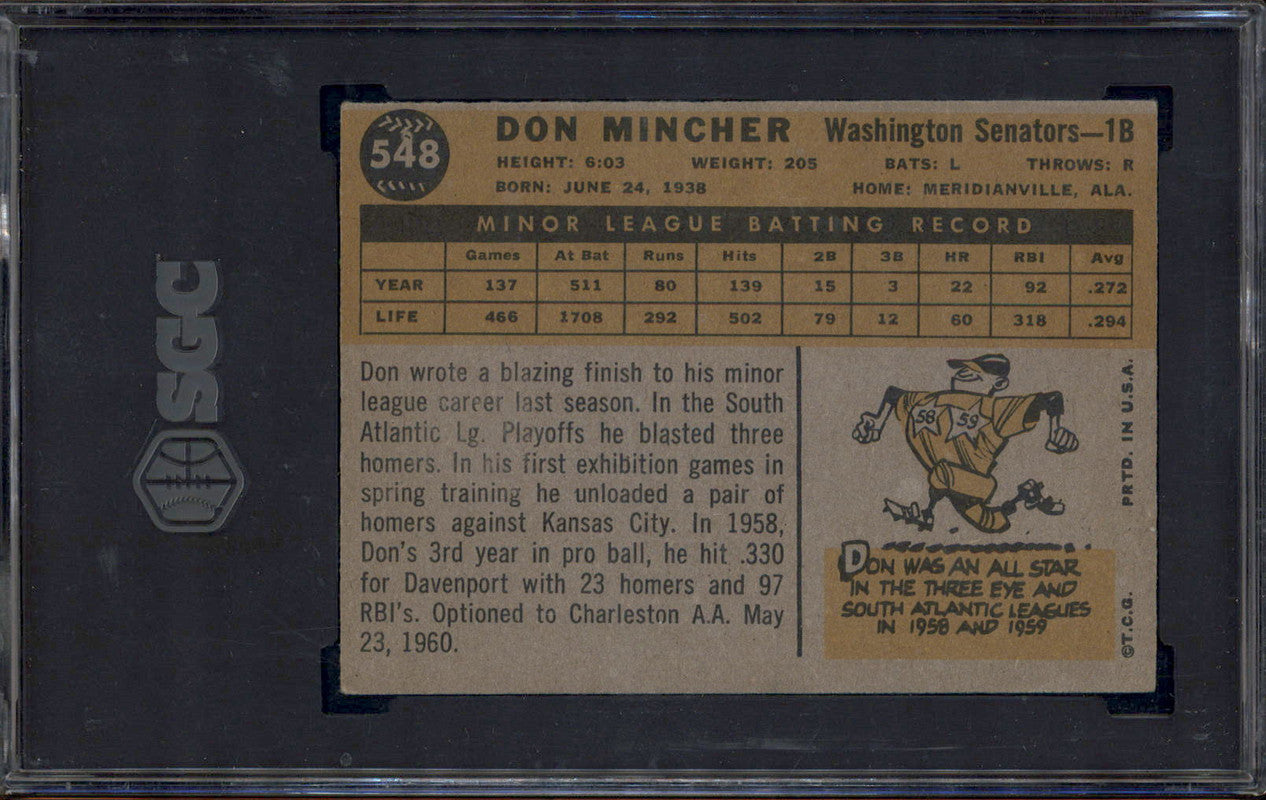 SGC
548
DON MINCHER Washington Senators—1B
HEIGHT: 6:03 WEIGHT: 205 BATS: L THROWS: R
BORN: JUNE 24, 1938 HOME: MERIDIANVILLE, ALA.
MINOR LEAGUE BATTING RECORD
Games At Bat Runs Hits 2B 3B HR RBI Avg
YEAR 137 511 80 139 15 3 22 92 .272
LIFE 466 1708 292 502 79 12 60 318 .294
Don wrote a blazing finish to his minor
league career last season. In the South
Atlantic Lg. Playoffs he blasted three
homers. In his first exhibition games in
spring training he unloaded a pair of
homers against Kansas City. In 1958,
Don's 3rd year in pro ball, he hit .330
for Davenport with 23 homers and 97
RBI's. Optioned to Charleston A.A. May
23, 1960.
58 59
DON WAS AN ALL STAR
IN THE THREE EYE AND
SOUTH ATLANTIC LEAGUES
IN 1958 AND 1959
©T.C.G. PRTD. IN U.S.A.